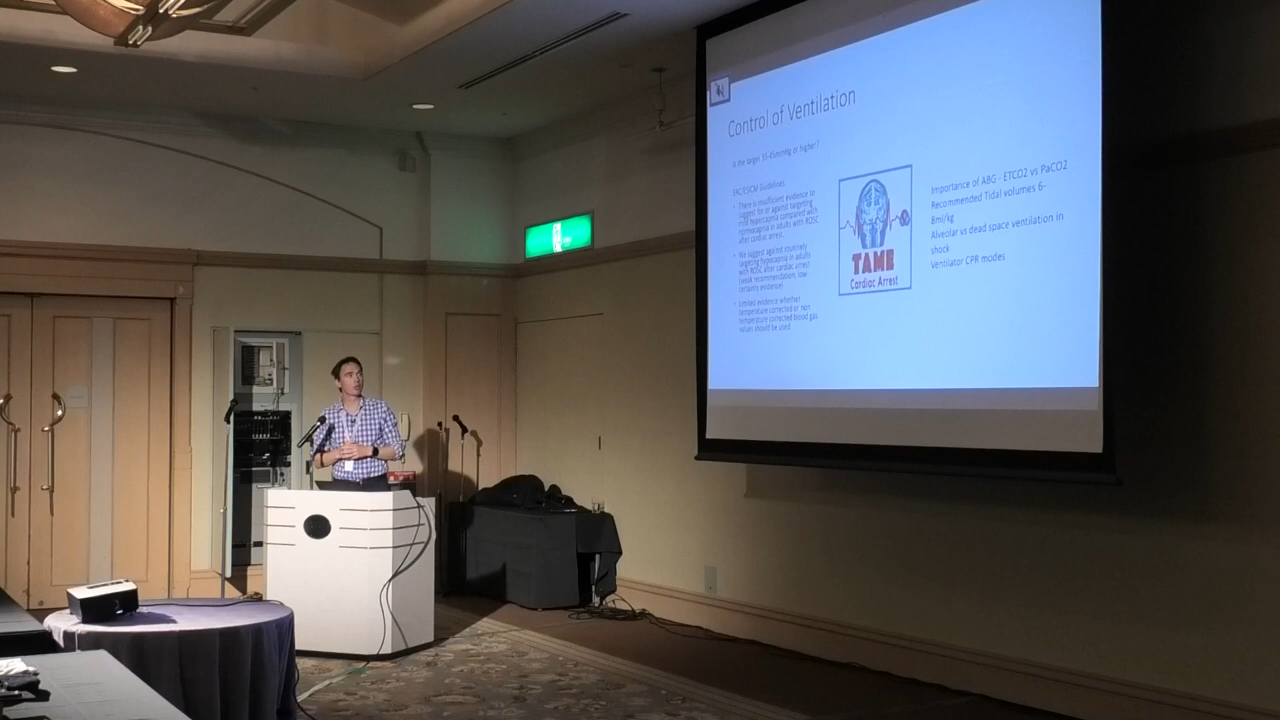 Control of Ventilation
Is the target 35-45mmHg or higher?
ERC/ESICM Guidelines
• There is insufficient evidence to
suggest for or against targeting
mild hypercapnia compared with
normocapnia in adults with ROSC
after cardiac arrest.
• We suggest against routinely
targeting hypocapnia in adults
with ROSC after cardiac arrest
(weak recommendation, low-
certainty evidence)
• Limited evidence whether
temperature corrected or non
temperature corrected blood gas
values should be used
TAME
Cardiac Arrest
Importance of ABG - ETCO2 vs PaCO2
Recommended Tidal volumes 6-
8ml/kg
Alveolar vs dead space ventilation in
shock
Ventilator CPR modes